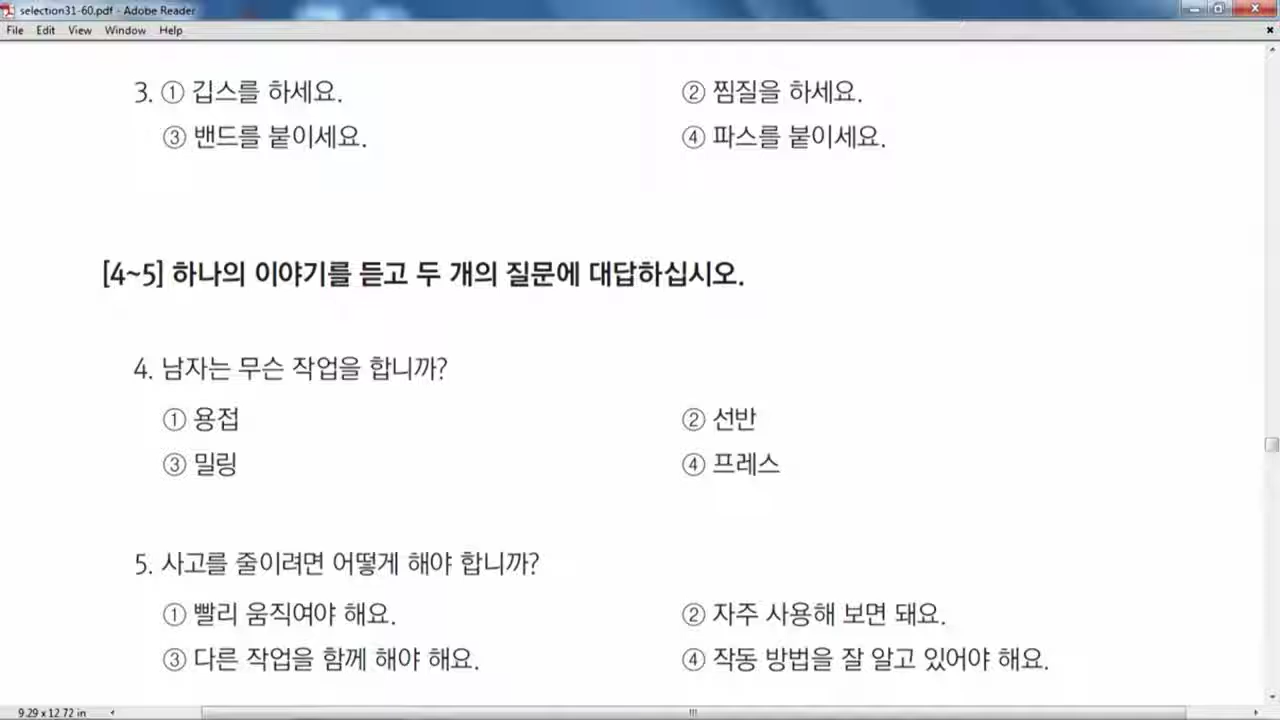 selection31-60.pdf - Adobe Reader
File Edit View Window Help
3. ① 깁스를 하세요. ② 찜질을 하세요.
③ 밴드를 붙이세요. ④ 파스를 붙이세요.
[4~5] 하나의 이야기를 듣고 두 개의 질문에 대답하십시오.
4. 남자는 무슨 작업을 합니까?
① 용접 ② 선반
③ 밀링 ④ 프레스
5. 사고를 줄이려면 어떻게 해야 합니까?
① 빨리 움직여야 해요. ② 자주 사용해 보면 돼요.
③ 다른 작업을 함께 해야 해요. ④ 작동 방법을 잘 알고 있어야 해요.
9.29 x 12.72 in